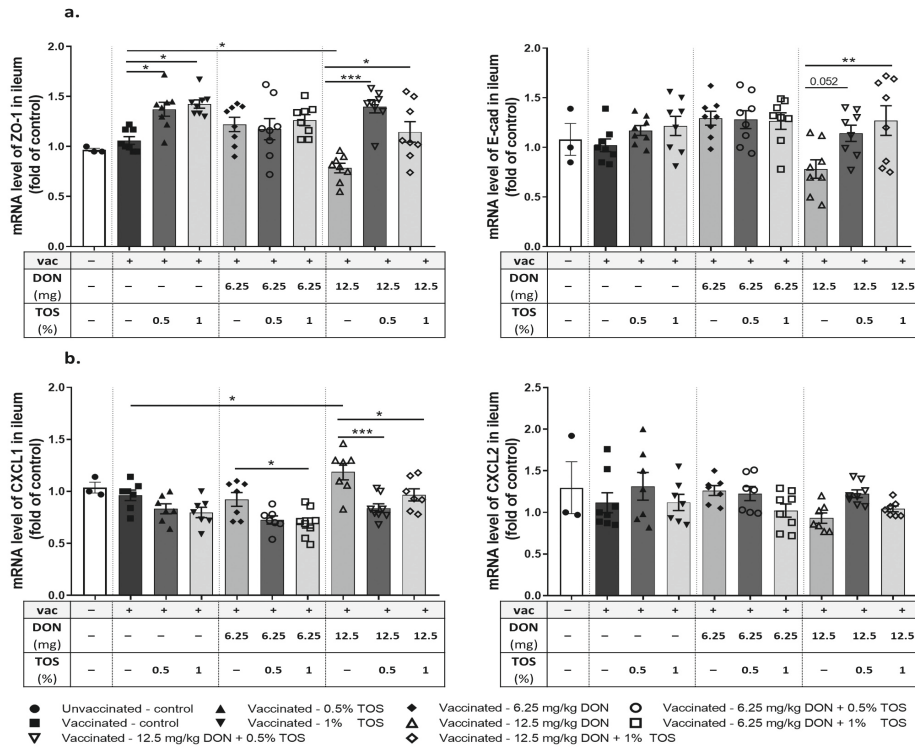 a.
mRNA level of ZO-1 in ileum
(fold of control)
2.0
1.5
1.0
0.5
0.0
*
*
*
***
*
vac – + + + + + + + + +
DON (mg) – – – – 6.25 6.25 6.25 12.5 12.5 12.5
TOS (%) – – 0.5 1 – 0.5 1 – 0.5 1
mRNA level of E-cad in ileum
(fold of control)
2.0
1.5
1.0
0.5
0.0
**
0.052
vac – + + + + + + + + +
DON (mg) – – – – 6.25 6.25 6.25 12.5 12.5 12.5
TOS (%) – – 0.5 1 – 0.5 1 – 0.5 1
b.
mRNA level of CXCL1 in ileum
(fold of control)
2.0
1.5
1.0
0.5
0.0
*
*
*
***
vac – + + + + + + + + +
DON (mg) – – – – 6.25 6.25 6.25 12.5 12.5 12.5
TOS (%) – – 0.5 1 – 0.5 1 – 0.5 1
mRNA level of CXCL2 in ileum
(fold of control)
2.5
2.0
1.5
1.0
0.5
0.0
vac – + + + + + + + + +
DON (mg) – – – – 6.25 6.25 6.25 12.5 12.5 12.5
TOS (%) – – 0.5 1 – 0.5 1 – 0.5 1
Unvaccinated - control Vaccinated - 0.5% TOS Vaccinated - 6.25 mg/kg DON Vaccinated - 6.25 mg/kg DON + 0.5% TOS
Vaccinated - control Vaccinated - 1% TOS Vaccinated - 12.5 mg/kg DON Vaccinated - 6.25 mg/kg DON + 1% TOS
Vaccinated - 12.5 mg/kg DON + 0.5% TOS Vaccinated - 12.5 mg/kg DON + 1% TOS